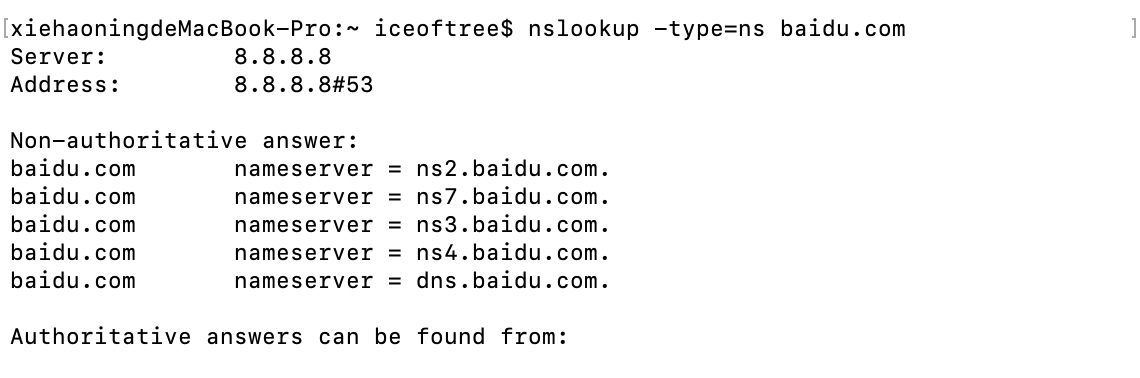 [xiehaoningdeMacBook-Pro:~ iceoftree$ nslookup -type=ns baidu.com ]
Server: 8.8.8.8
Address: 8.8.8.8#53
Non-authoritative answer:
baidu.com nameserver = ns2.baidu.com.
baidu.com nameserver = ns7.baidu.com.
baidu.com nameserver = ns3.baidu.com.
baidu.com nameserver = ns4.baidu.com.
baidu.com nameserver = dns.baidu.com.
Authoritative answers can be found from: